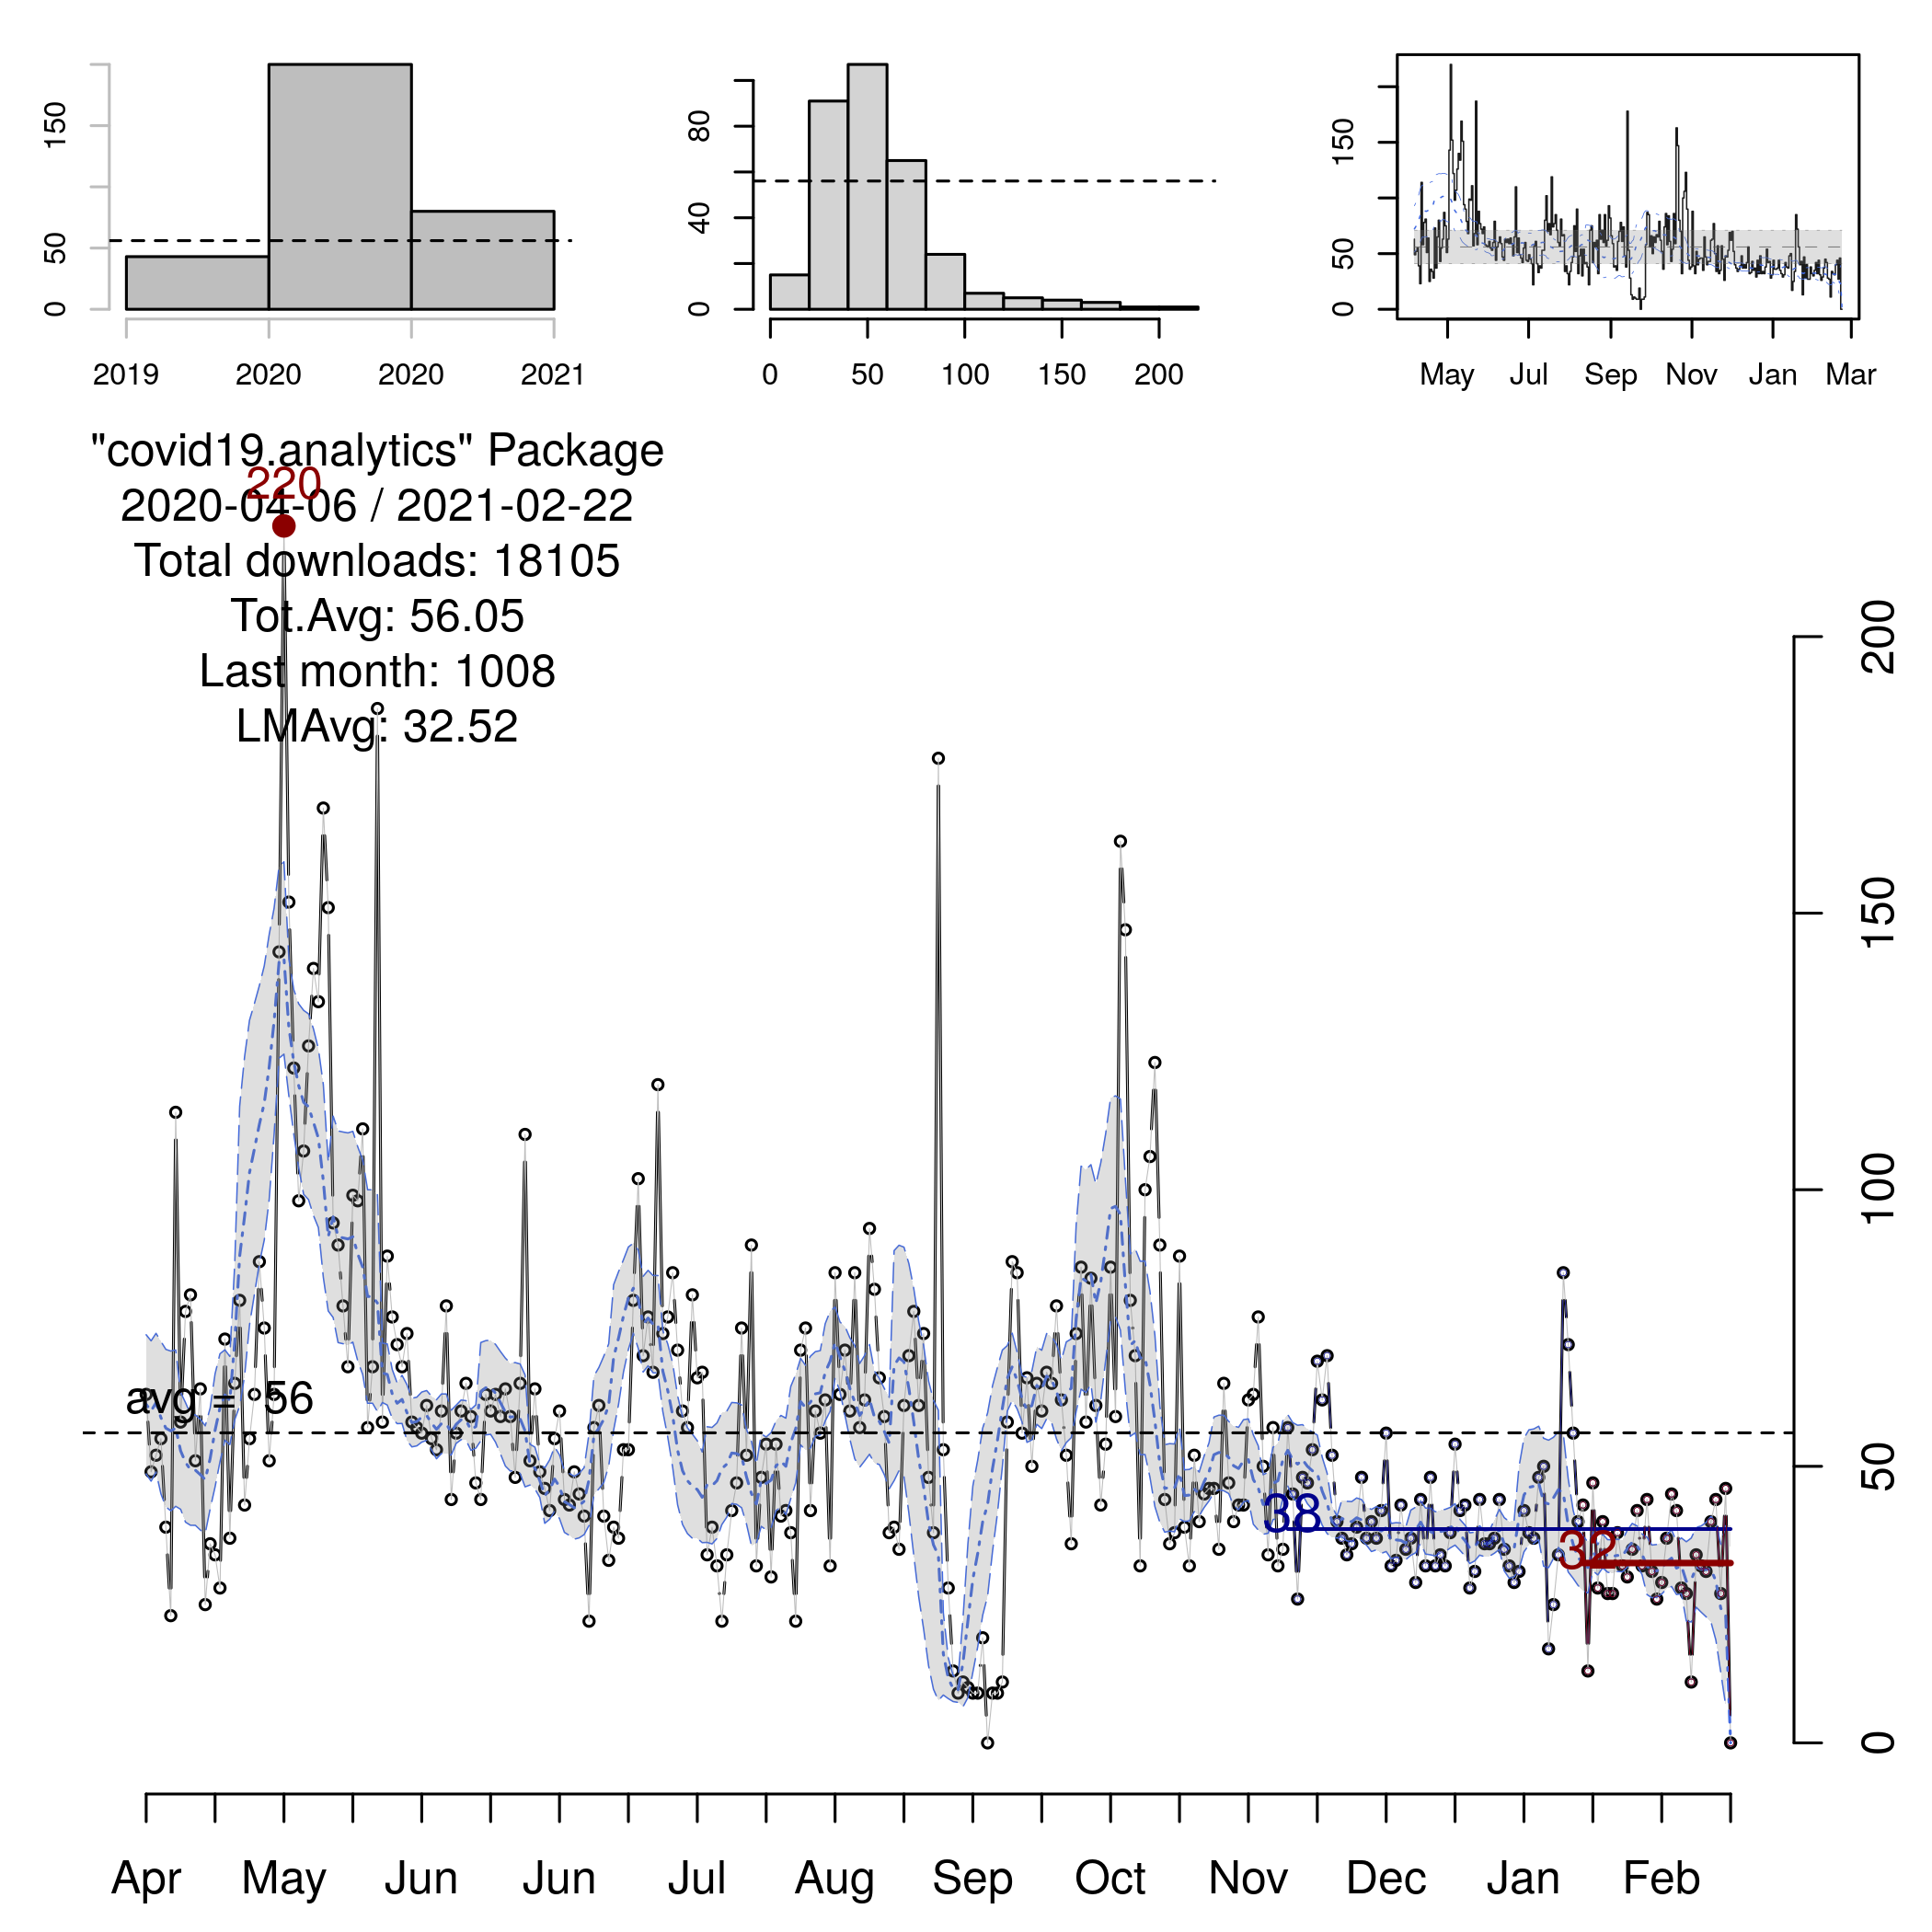 150
50
0
2019 2020 2020 2021
80
40
0
0 50 100 150 200
150
50
0
May Jul Sep Nov Jan Mar
"covid19.analytics" Package
220
2020-04-06 / 2021-02-22
Total downloads: 18105
Tot.Avg: 56.05
Last month: 1008
LMAvg: 32.52
avg = 56
38
32
200
150
100
50
0
Apr May Jun Jun Jul Aug Sep Oct Nov Dec Jan Feb